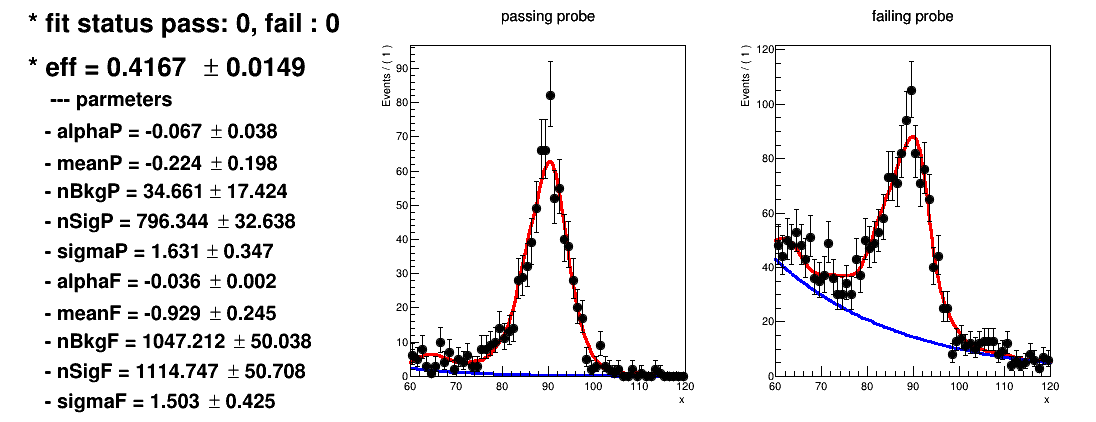 * fit status pass: 0, fail : 0
* eff = 0.4167 ± 0.0149
--- parmeters
- alphaP = -0.067 ± 0.038
- meanP = -0.224 ± 0.198
- nBkgP = 34.661 ± 17.424
- nSigP = 796.344 ± 32.638
- sigmaP = 1.631 ± 0.347
- alphaF = -0.036 ± 0.002
- meanF = -0.929 ± 0.245
- nBkgF = 1047.212 ± 50.038
- nSigF = 1114.747 ± 50.708
- sigmaF = 1.503 ± 0.425
passing probe
Events / ( 1 )
90
80
70
60
50
40
30
20
10
0
60 70 80 90 100 110 120
x
failing probe
Events / ( 1 )
120
100
80
60
40
20
0
60 70 80 90 100 110 120
x